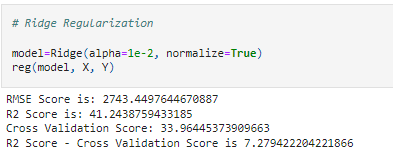 # Ridge Regularization
model=Ridge(alpha=1e-2, normalize=True)
reg(model, X, Y)
RMSE Score is: 2743.4497644670887
R2 Score is: 41.2438759433185
Cross Validation Score: 33.96445373909663
R2 Score - Cross Validation Score is 7.279422204221866